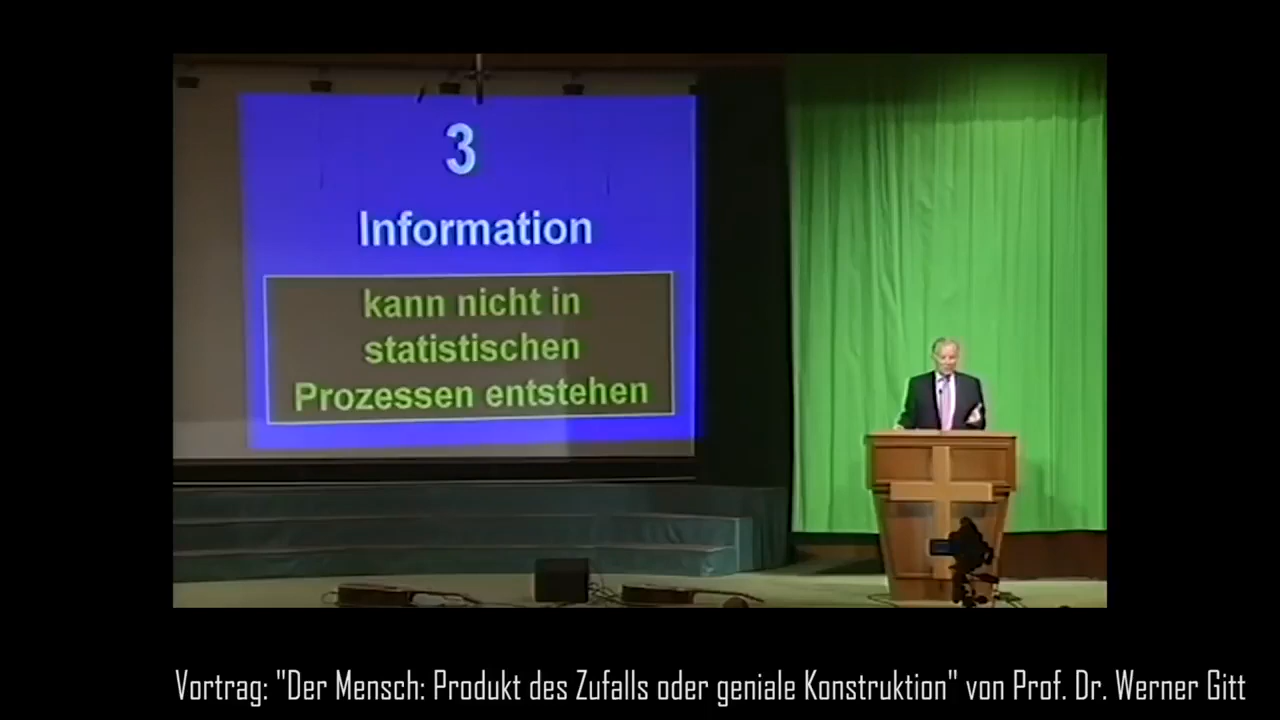 3
Information
kann nicht in
statistischen
Prozessen entstehen
Vortrag: "Der Mensch: Produkt des Zufalls oder geniale Konstruktion" von Prof. Dr. Werner Gitt